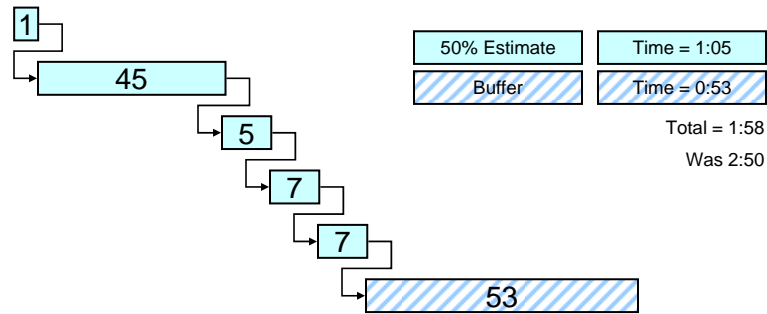 1
45
5
7
7
53
50% Estimate
Time = 1:05
Buffer
Time = 0:53
Total = 1:58
Was 2:50